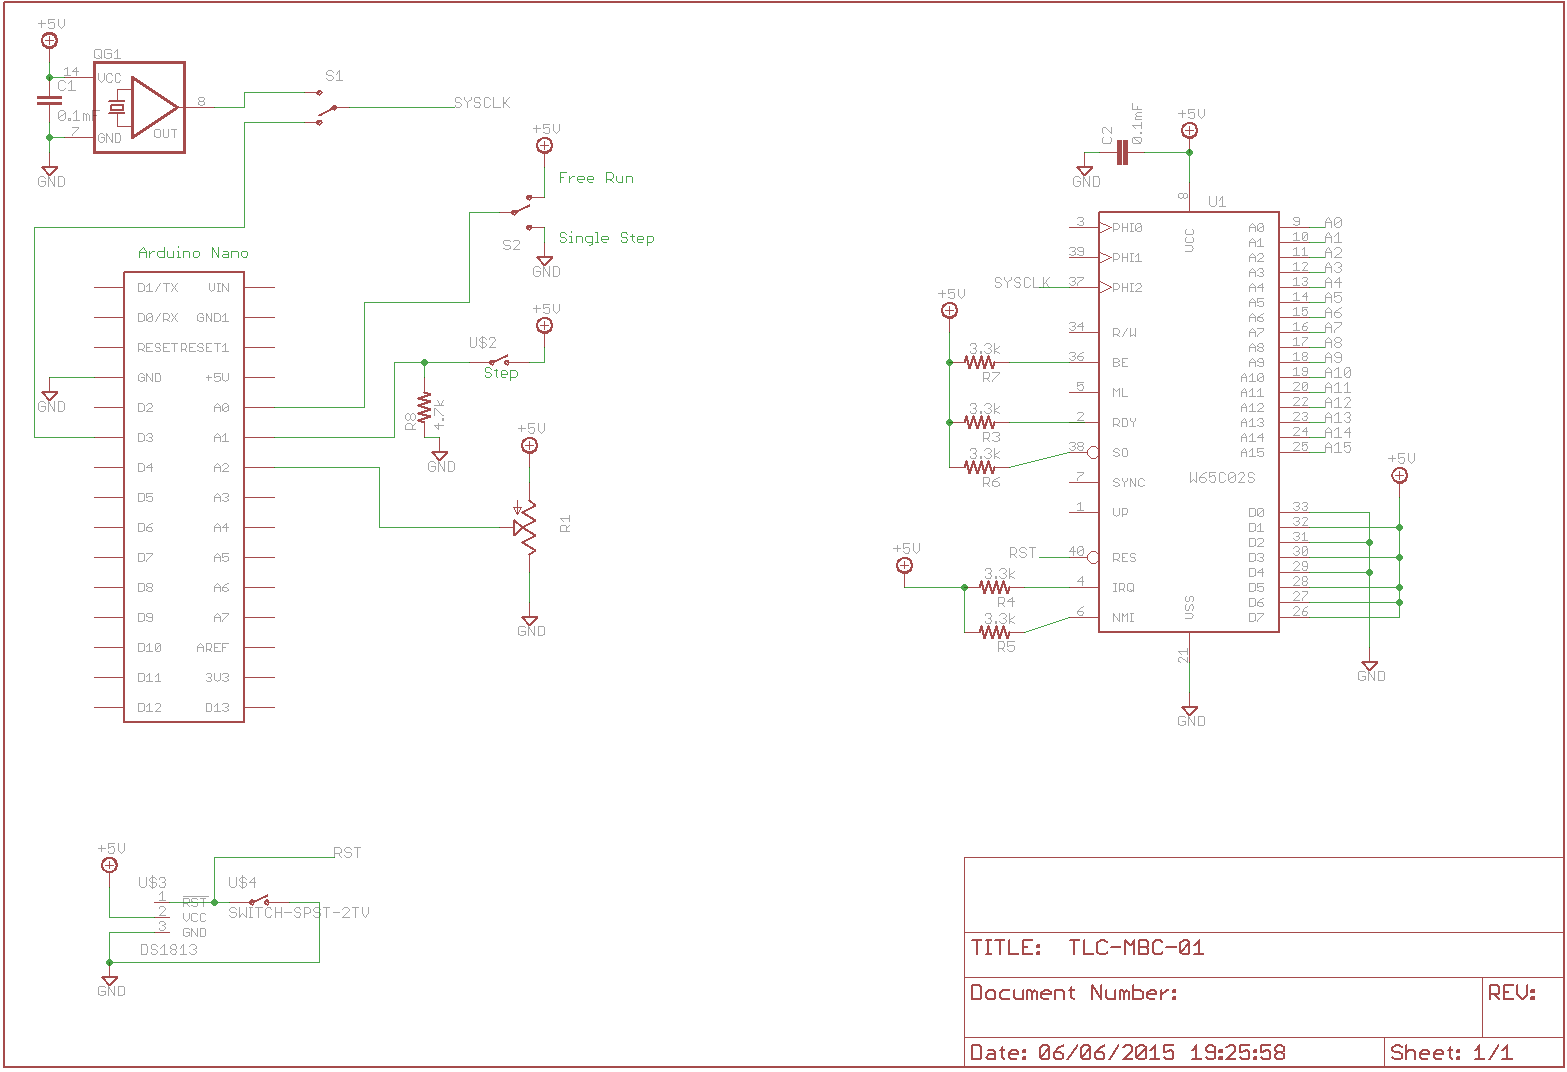 +5V
QG1
14
VCC
C1
0.1mF
8
7
GND
OUT
GND
S1
SYSCLK
+5V
Free Run
Single Step
S2
GND
Arduino Nano
D1/TX VIN
D0/RX GND1
RESET RESET1
GND +5V
D2 A0
D3 A1
D4 A2
D5 A3
D6 A4
D7 A5
D8 A6
D9 A7
D10 AREF
D11 3V3
D12 D13
GND
+5V
U$2
Step
R8
4.7k
GND
+5V
R1
GND
+5V
C2
0.1mF
GND
8
U1
VCC
3 PHI0
39 PHI1
SYSCLK 37 PHI2
34 R/W
36 BE
5 ML
2 RDY
38 SO
7 SYNC
1 UP
RST 40 RES
4 IRQ
6 NMI
+5V
3.3k
R7
3.3k
R3
3.3k
R6
+5V
3.3k
R4
3.3k
R5
W65C02S
VSS
21
GND
A0 9 A0
A1 10 A1
A2 11 A2
A3 12 A3
A4 13 A4
A5 14 A5
A6 15 A6
A7 16 A7
A8 17 A8
A9 18 A9
A10 19 A10
A11 20 A11
A12 22 A12
A13 23 A13
A14 24 A14
A15 25 A15
+5V
D0 33
D1 32
D2 31
D3 30
D4 29
D5 28
D6 27
D7 26
GND
+5V
RST
U$3
U$4
1 RST
2 VCC
3 GND
SWITCH-SPST-2TV
DS1813
GND
TITLE: TLC-MBC-01
Document Number:
REV:
Date: 06/06/2015 19:25:58
Sheet: 1/1